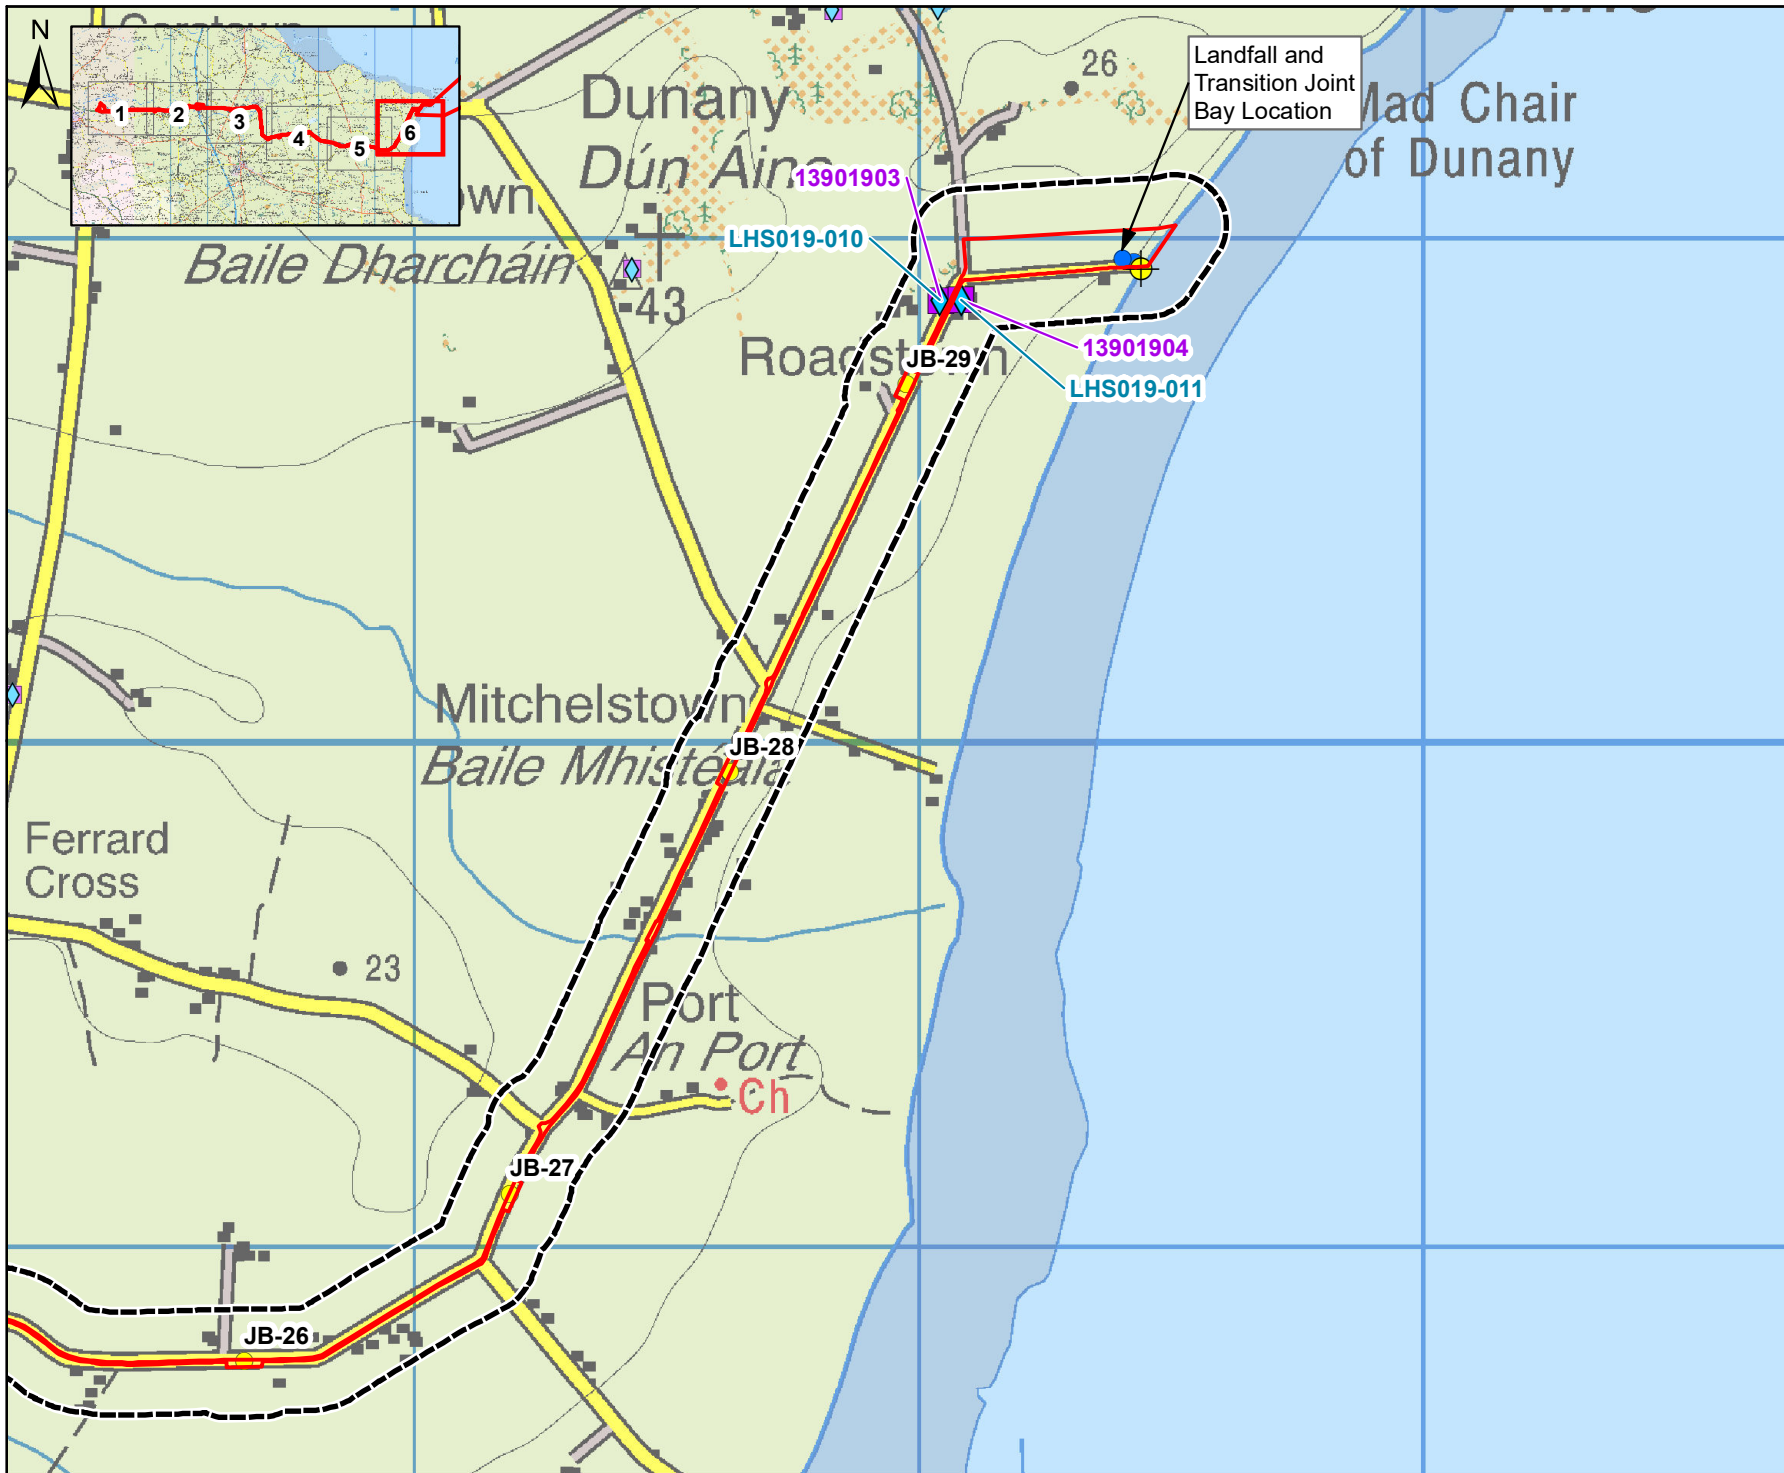 N
1
2
3
4
5
6
Dunany
Dún Áine
26
Landfall and
Transition Joint
Bay Location
Mad Chair
of Dunany
13901903
LHS019-010
Baile Dharcháin
43
13901904
LHS019-011
Roadstown
JB-29
Mitchelstown
JB-28
Baile Mhisteála
Ferrard
Cross
23
Port
An Port
Ch
JB-27
JB-26